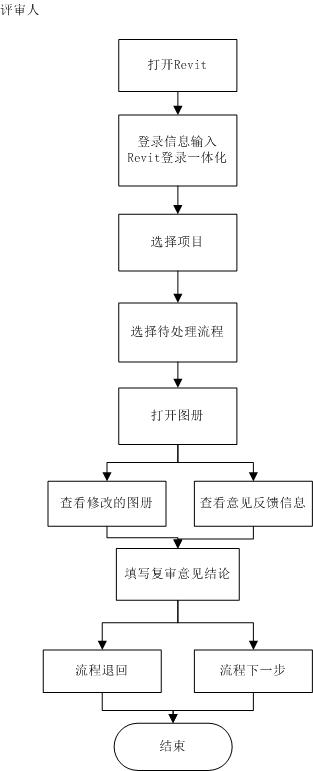 评审人
打开Revit
登录信息输入
Revit登录一体化
选择项目
选择待处理流程
打开图册
查看修改的图册
查看意见反馈信息
填写复审意见结论
流程退回
流程下一步
结束